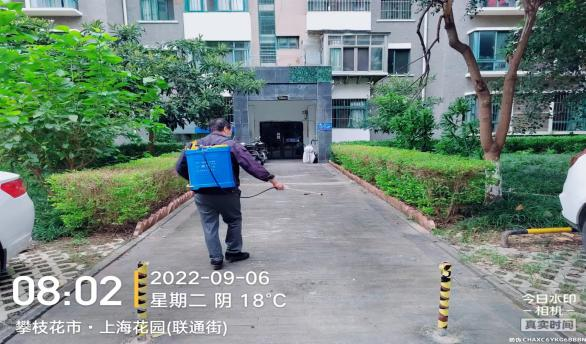 08:02
2022-09-06
星期二 阴 18℃
攀枝花市·上海花园(联通街)
今日水印
-相机-
真实时间